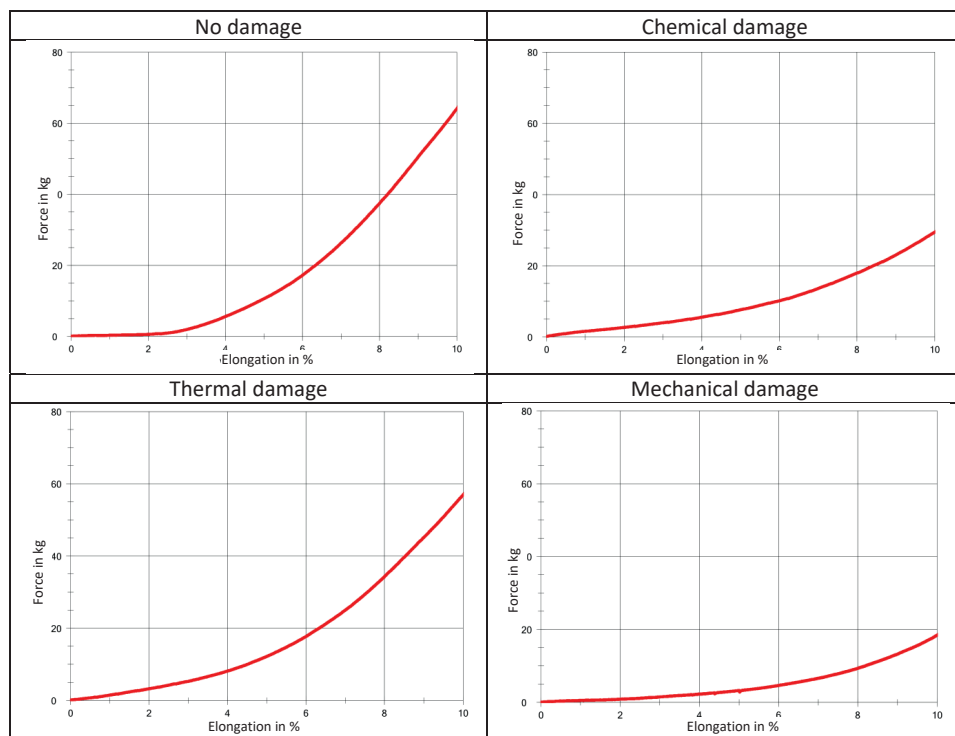 No damage
Chemical damage
80
60
0
20
0
Force in kg
0 2 4 6 8 10
Elongation in %
80
60
0
20
0
Force in kg
0 2 4 6 8 10
Elongation in %
Thermal damage
Mechanical damage
80
60
40
20
0
Force in kg
0 2 4 6 8 10
Elongation in %
80
60
0
20
0
Force in kg
0 2 4 6 8 10
Elongation in %